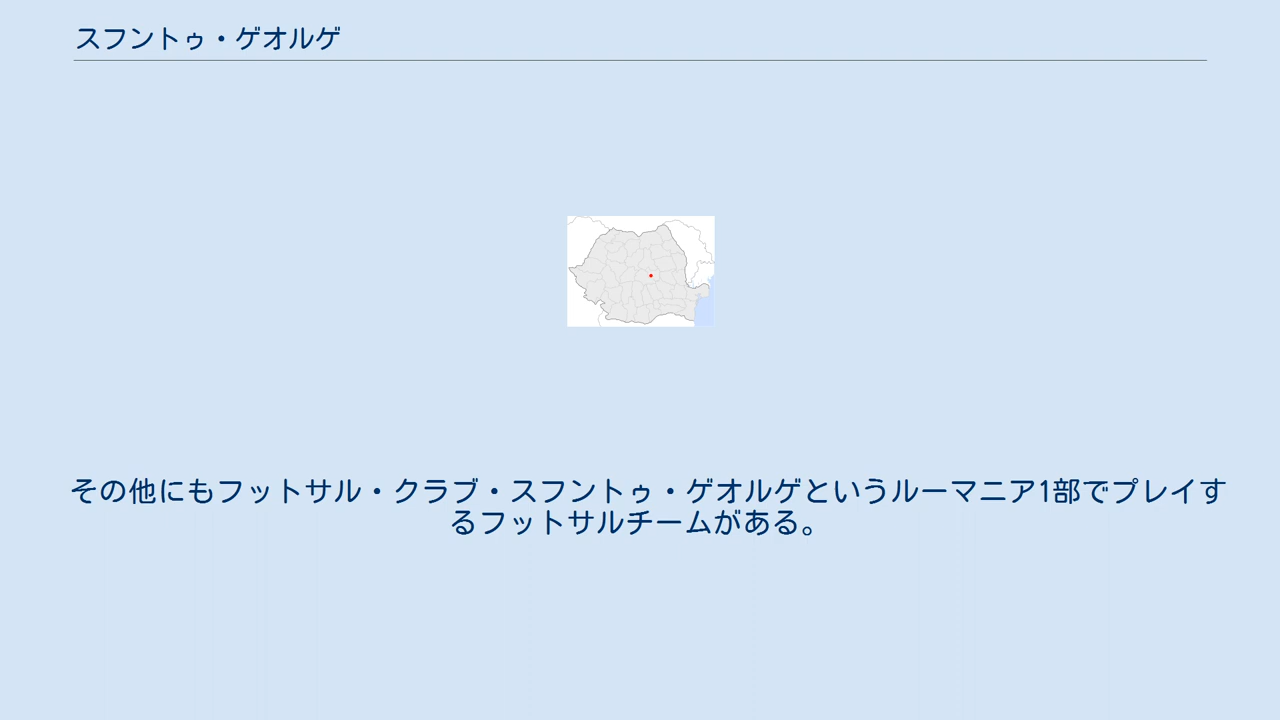 スフントゥ・ゲオルゲ
その他にもフットサル・クラブ・スフントゥ・ゲオルゲというルーマニア1部でプレイす
るフットサルチームがある。